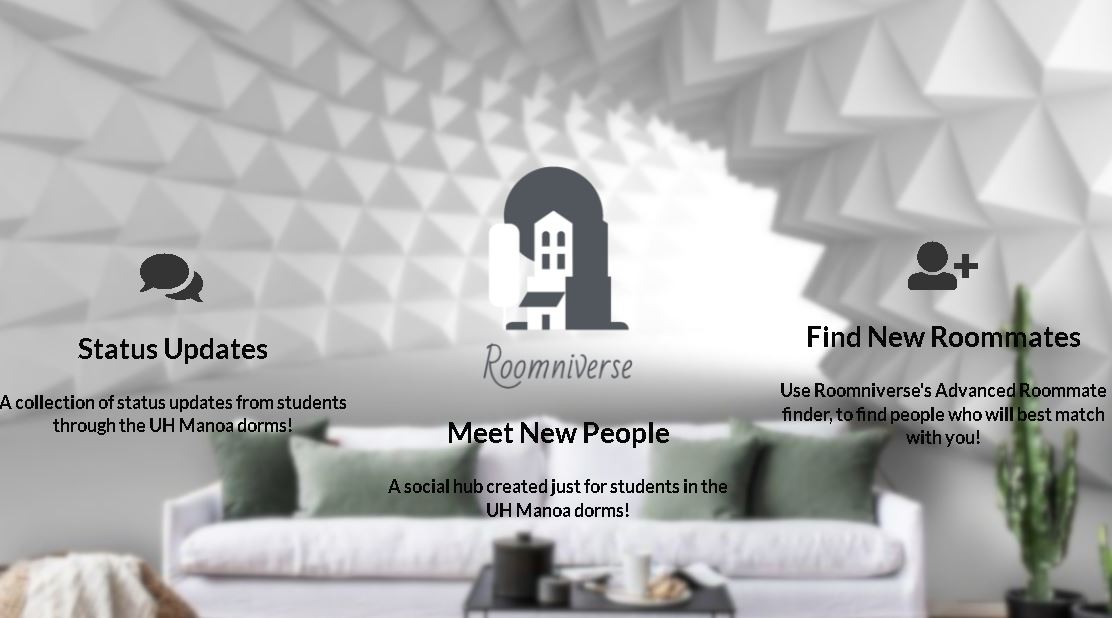 Roomniverse
Status Updates
A collection of status updates from students
through the UH Manoa dorms!
Meet New People
A social hub created just for students in the
UH Manoa dorms!
Find New Roommates
Use Roomniverse's Advanced Roommate
finder, to find people who will best match
with you!